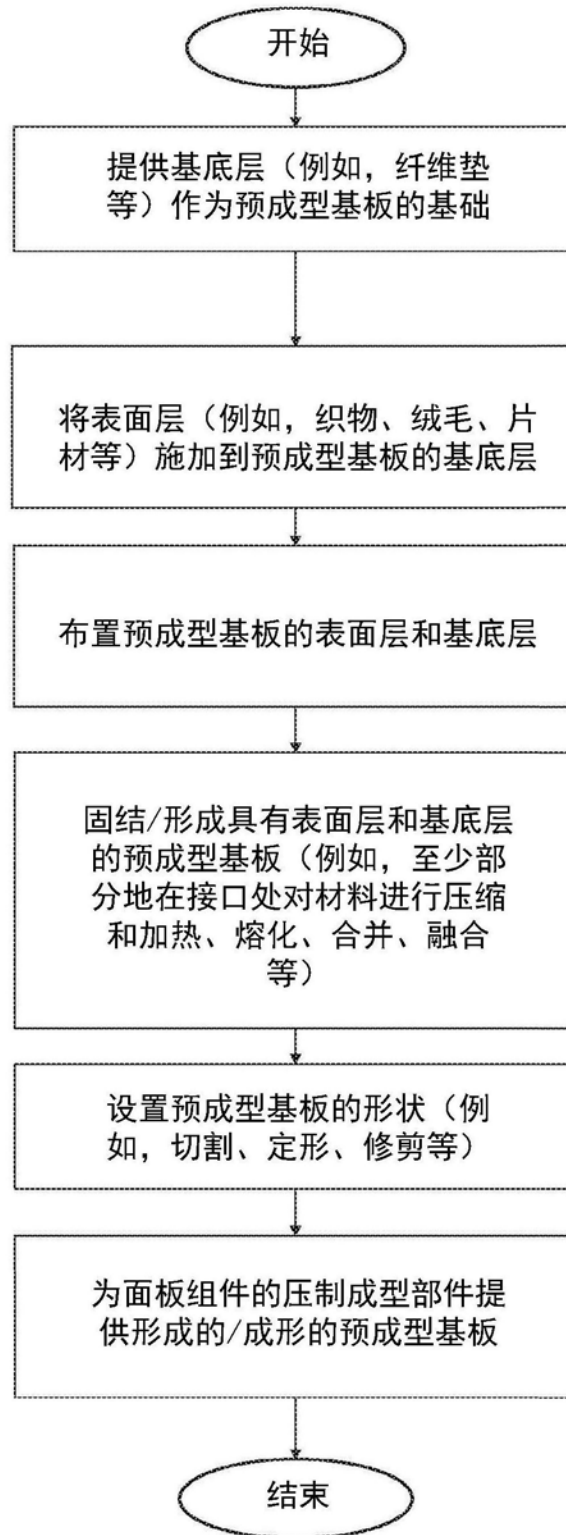 开始
提供基底层（例如，纤维垫
等）作为预成型基板的基础
将表面层（例如，织物、绒毛、片
材等）施加到预成型基板的基底层
布置预成型基板的表面层和基底层
固结/形成具有表面层和基底层
的预成型基板（例如，至少部
分地在接口处对材料进行压缩
和加热、熔化、合并、融合
等）
设置预成型基板的形状（例
如，切割、定形、修剪等）
为面板组件的压制成型部件提
供形成的/成形的预成型基板
结束